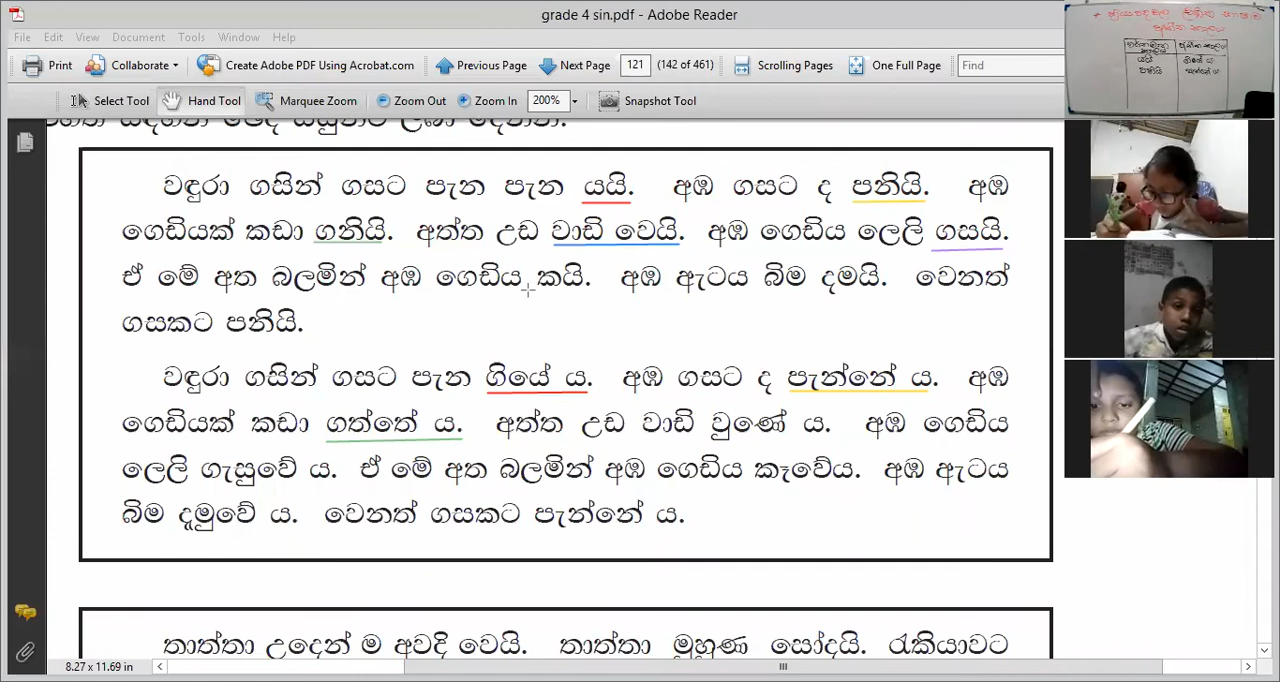 grade 4 sin.pdf - Adobe Reader
File Edit View Document Tools Window Help
Print Collaborate Create Adobe PDF Using Acrobat.com Previous Page Next Page 121 (142 of 461) Scrolling Pages One Full Page Find
Select Tool Hand Tool Marquee Zoom Zoom Out Zoom In 200% Snapshot Tool
වඳුරා ගසින් ගසට පැන පැන යයි. අඹ ගසට ද පනියි. අඹ
ගෙඩියක් කඩා ගනියි. අත්ත උඩ වාඩි වෙයි. අඹ ගෙඩිය ලෙලි ගසයි.
ඒ මේ අත බලමින් අඹ ගෙඩිය කයි. අඹ ඇටය බිම දමයි. වෙනත්
ගසකට පනියි.
වඳුරා ගසින් ගසට පැන ගියේ ය. අඹ ගසට ද පැන්නේ ය. අඹ
ගෙඩියක් කඩා ගත්තේ ය. අත්ත උඩ වාඩි වුණේ ය. අඹ ගෙඩිය
ලෙලි ගැසුවේ ය. ඒ මේ අත බලමින් අඹ ගෙඩිය කෑවේය. අඹ ඇටය
බිම දැමුවේ ය. වෙනත් ගසකට පැන්නේ ය.
තාත්තා උදෙන් ම අවදි වෙයි. තාත්තා මුහුණ සෝදයි. රැකියාවට
8.27 x 11.69 in